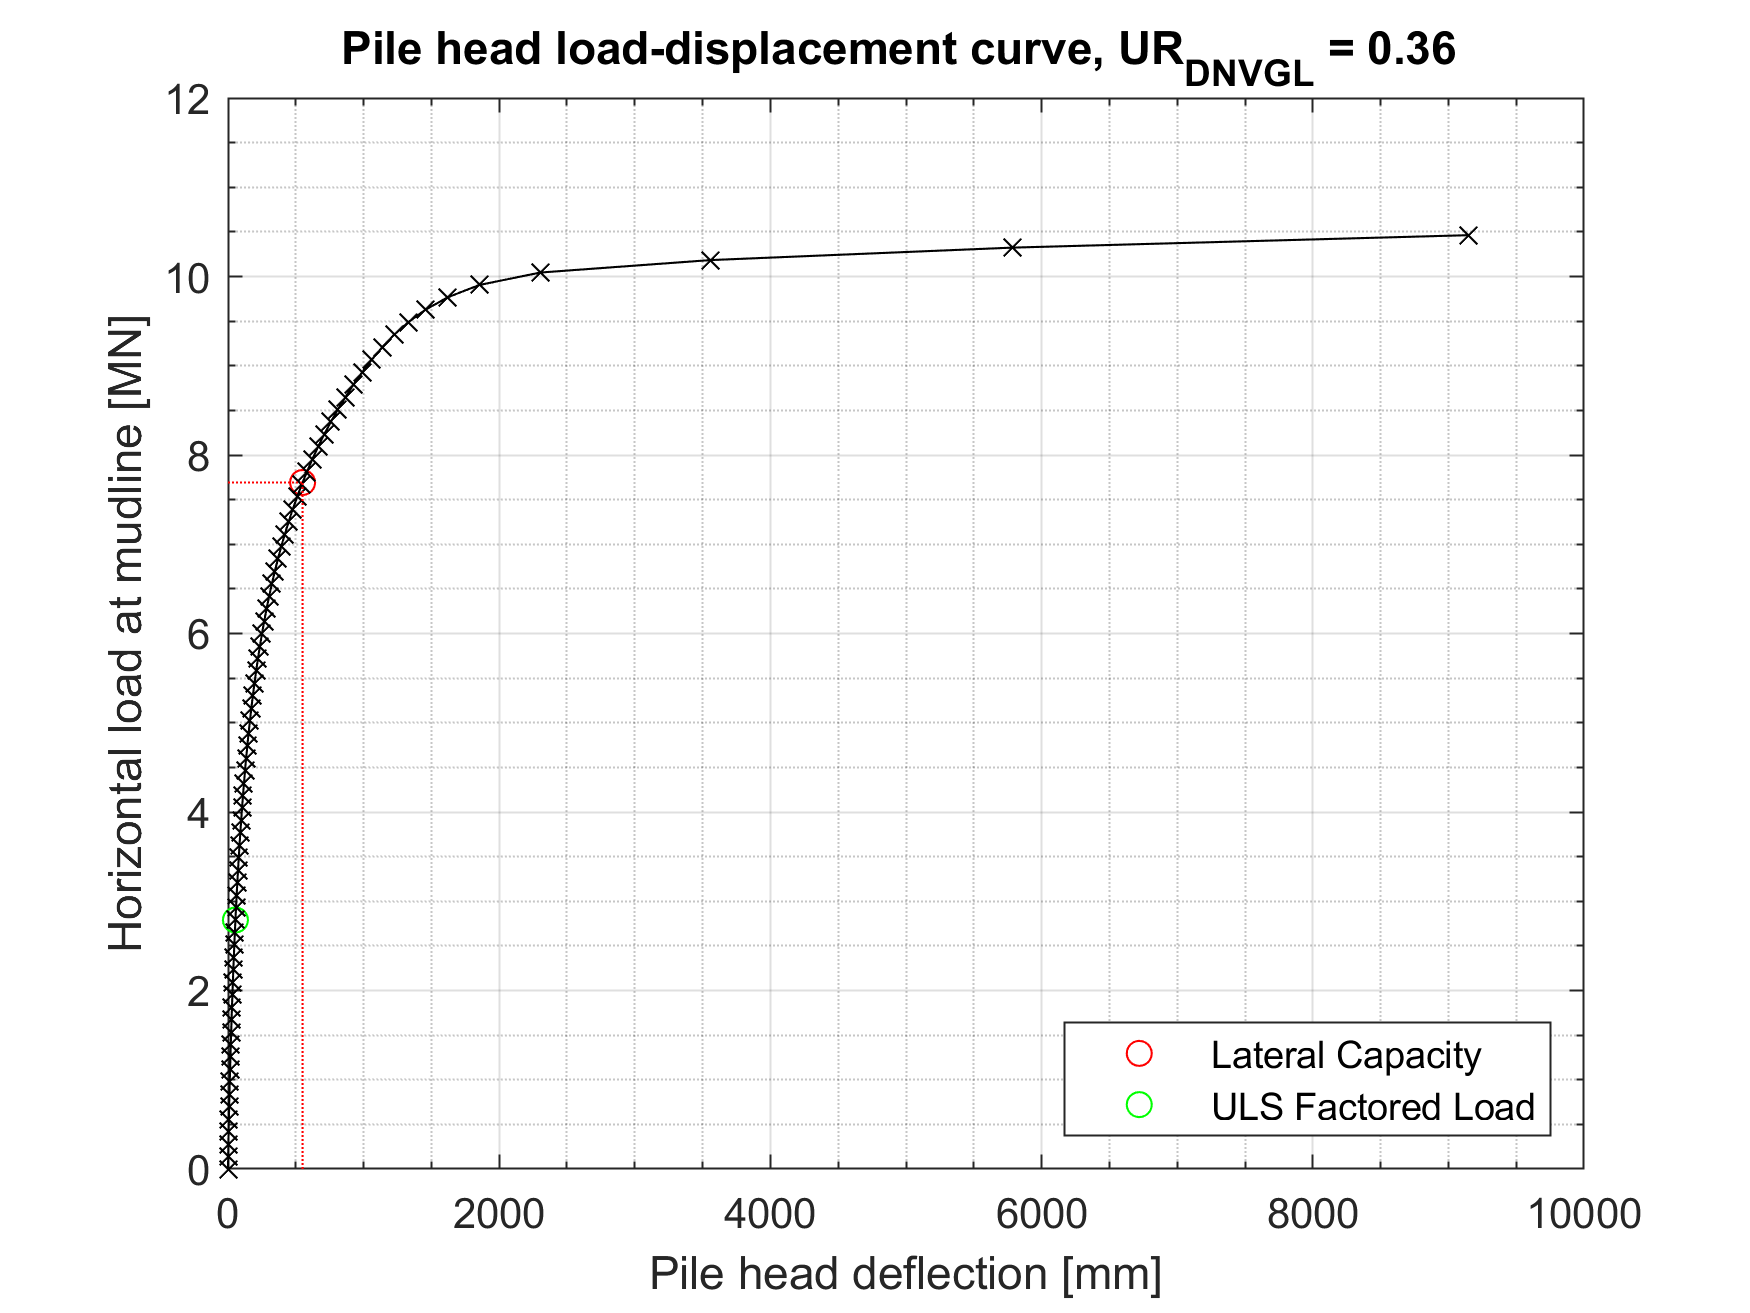 Pile head load-displacement curve, UR_DNVGL = 0.36
12
10
8
6
4
2
0
Horizontal load at mudline [MN]
Lateral Capacity
ULS Factored Load
0 2000 4000 6000 8000 10000
Pile head deflection [mm]